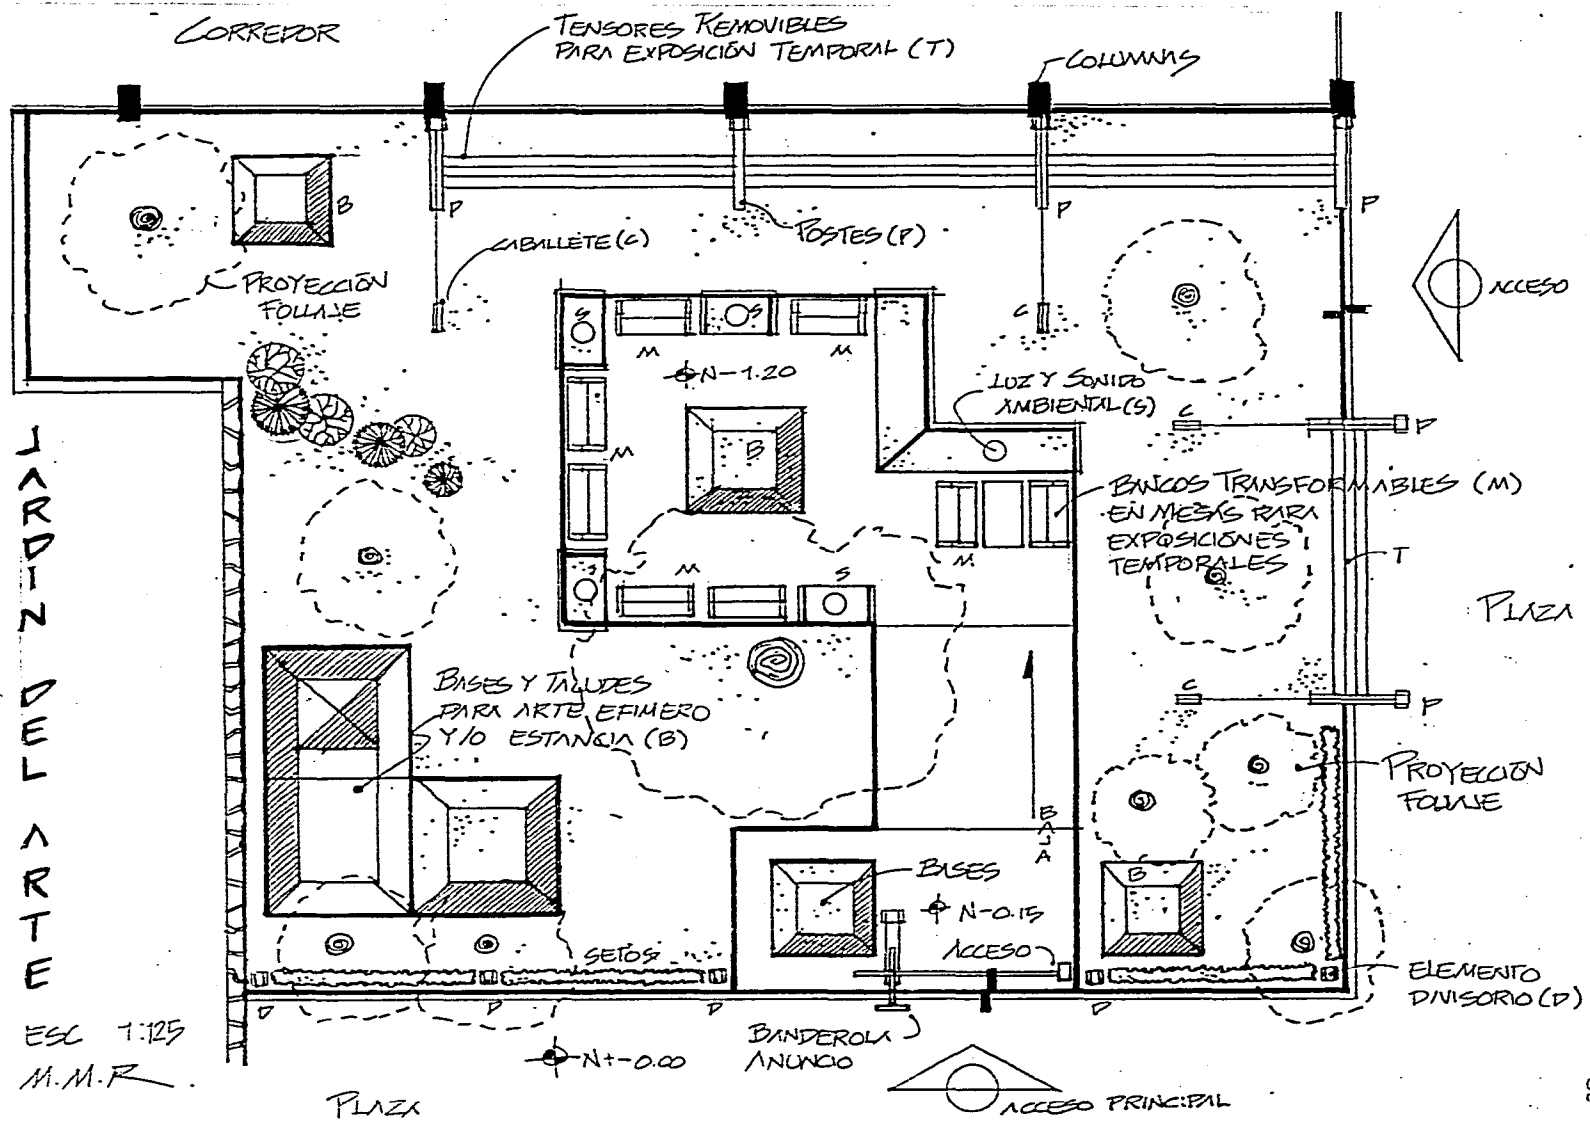 CORREDOR
TENSORES REMOVIBLES
PARA EXPOSICIÓN TEMPORAL (T)
COLUMNAS
B
P
P
P
CABALLETE (C)
POSTES (P)
PROYECCIÓN
FOLLAJE
ACCESO
S
S
C
M
M
N-1.20
LUZ Y SONIDO
AMBIENTAL (S)
C
P
B
M
BANCOS TRANSFORMABLES (M)
EN MESAS PARA
EXPOSICIONES
TEMPORALES
T
M
M
S
S
PLAZA
JARDIN DEL ARTE
BASES Y TALUDES
PARA ARTE EFIMERO
Y/O ESTANCIA (B)
C
P
PROYECCIÓN
FOLLAJE
BAJA
BASES
B
N-0.15
SETOS
ACCESO
ELEMENTO
DIVISORIO (D)
D
D
D
D
BANDEROLA
ANUNCIO
N+-0.00
ESC 1:125
M.M.R.
PLAZA
ACCESO PRINCIPAL